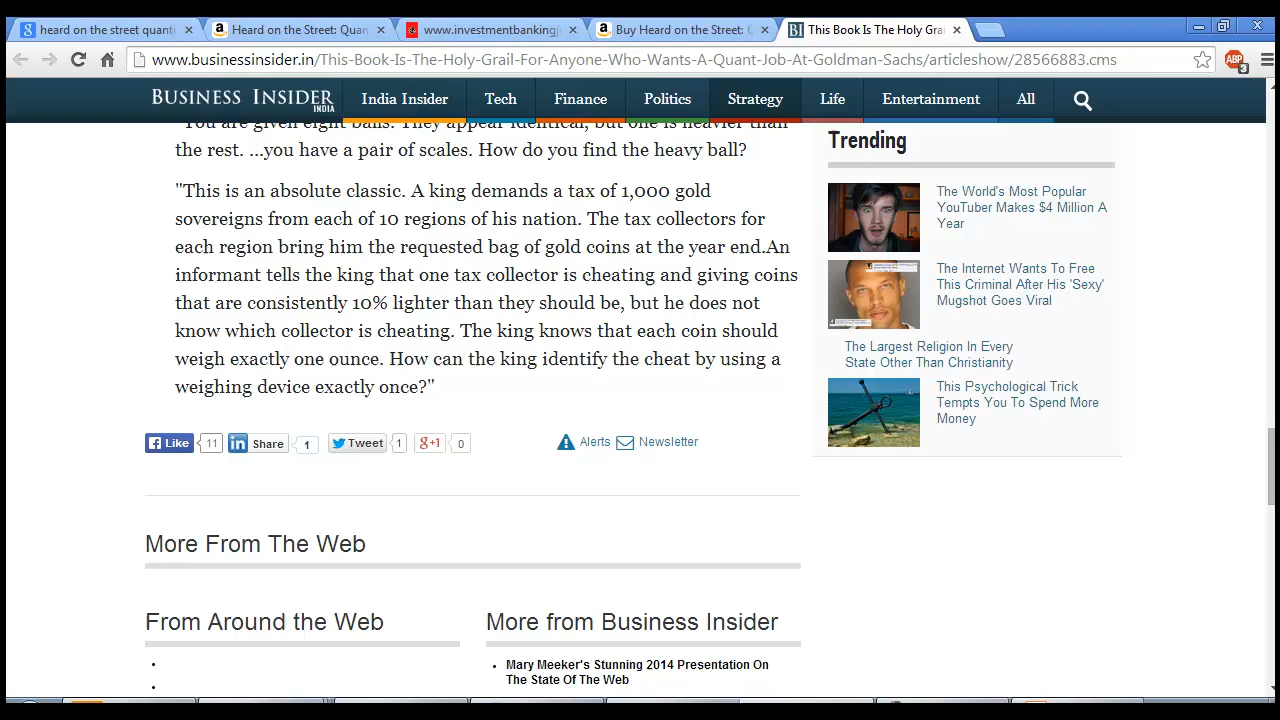 heard on the street quanti
Heard on the Street: Quan
www.investmentbanking
Buy Heard on the Street: Q
BI This Book Is The Holy Grai
www.businessinsider.in/This-Book-Is-The-Holy-Grail-For-Anyone-Who-Wants-A-Quant-Job-At-Goldman-Sachs/articleshow/28566883.cms
ABP 3
BUSINESS INSIDER
INDIA
India Insider
Tech
Finance
Politics
Strategy
Life
Entertainment
All
"You are given eight balls. They appear identical, but one is heavier than
the rest. ...you have a pair of scales. How do you find the heavy ball?
"This is an absolute classic. A king demands a tax of 1,000 gold
sovereigns from each of 10 regions of his nation. The tax collectors for
each region bring him the requested bag of gold coins at the year end.An
informant tells the king that one tax collector is cheating and giving coins
that are consistently 10% lighter than they should be, but he does not
know which collector is cheating. The king knows that each coin should
weigh exactly one ounce. How can the king identify the cheat by using a
weighing device exactly once?"
Like 11
in Share 1
Tweet 1
g+1 0
Alerts
Newsletter
Trending
The World's Most Popular
YouTuber Makes $4 Million A
Year
The Internet Wants To Free
This Criminal After His 'Sexy'
Mugshot Goes Viral
The Largest Religion In Every
State Other Than Christianity
This Psychological Trick
Tempts You To Spend More
Money
More From The Web
From Around the Web
More from Business Insider
Mary Meeker's Stunning 2014 Presentation On
The State Of The Web